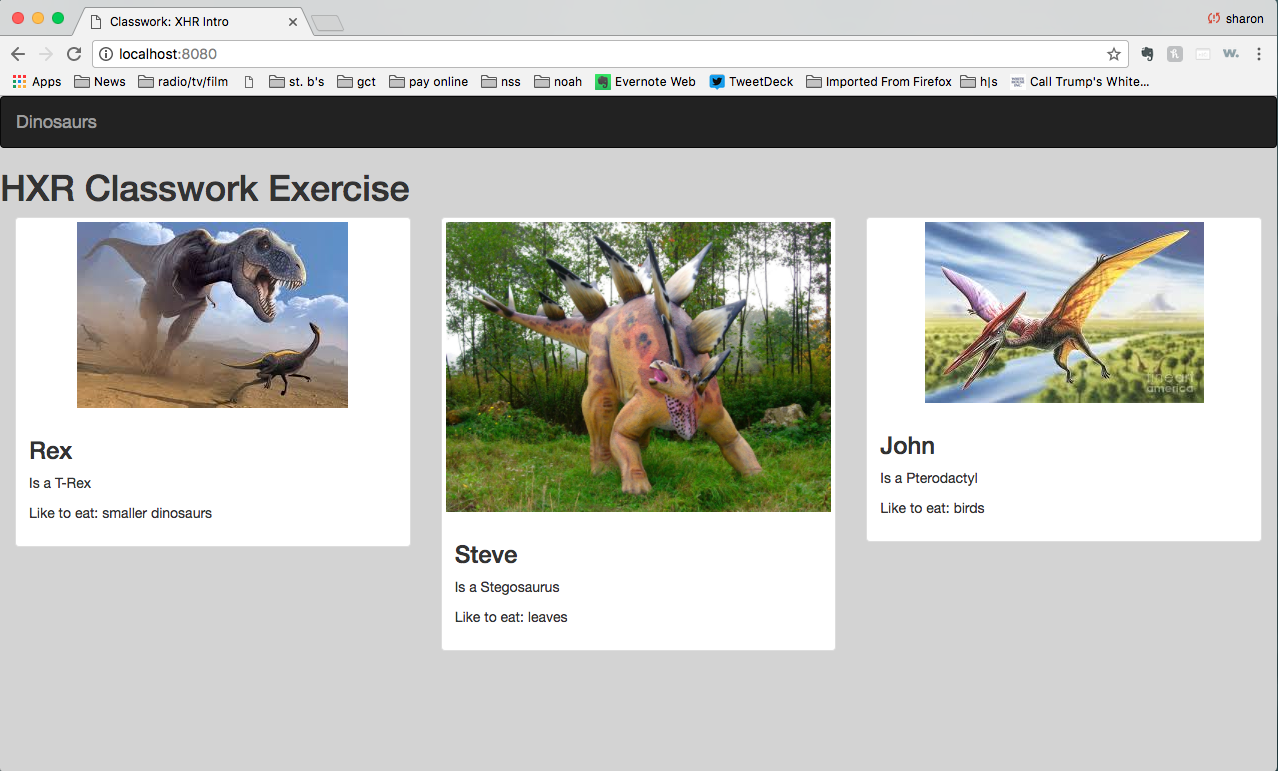 Classwork: XHR Intro
sharon
localhost:8080
Apps News radio/tv/film st. b's gct pay online nss noah Evernote Web TweetDeck Imported From Firefox h|s Call Trump's White...
Dinosaurs
HXR Classwork Exercise
Rex
Is a T-Rex
Like to eat: smaller dinosaurs
Steve
Is a Stegosaurus
Like to eat: leaves
fine art
america
John
Is a Pterodactyl
Like to eat: birds